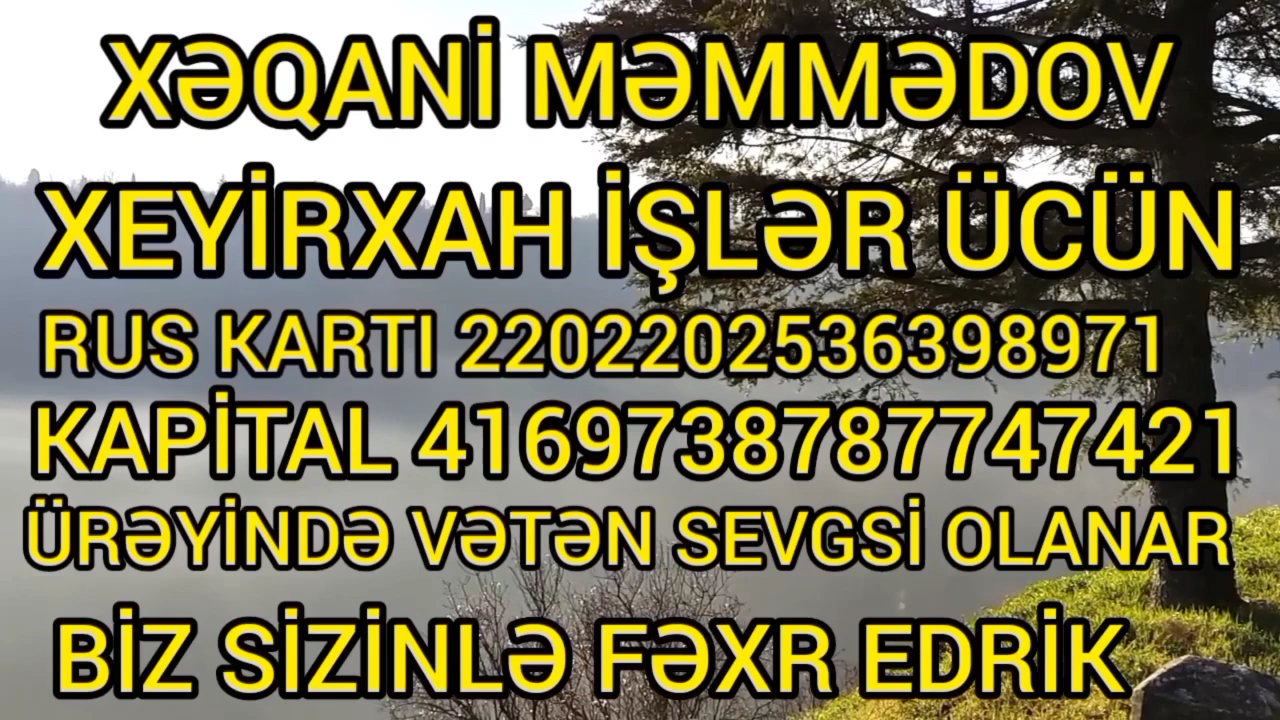 XƏQANİ MƏMMƏDOV
XEYİRXAH İŞLƏR ÜCÜN
RUS KARTI 2202202536398971
KAPİTAL 4169738787747421
ÜRƏYİNDƏ VƏTƏN SEVGSİ OLANAR
BİZ SİZİNLƏ FƏXR EDRİK